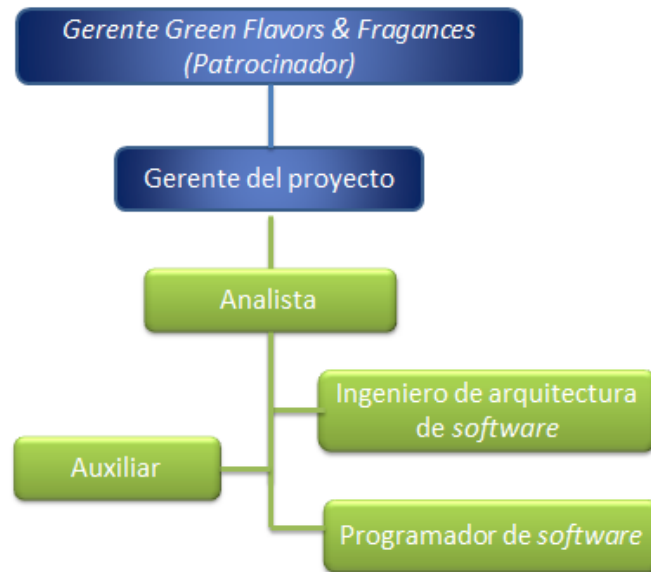 Gerente Green Flavors & Fragances
(Patrocinador)
Gerente del proyecto
Analista
Ingeniero de arquitectura
de software
Auxiliar
Programador de software